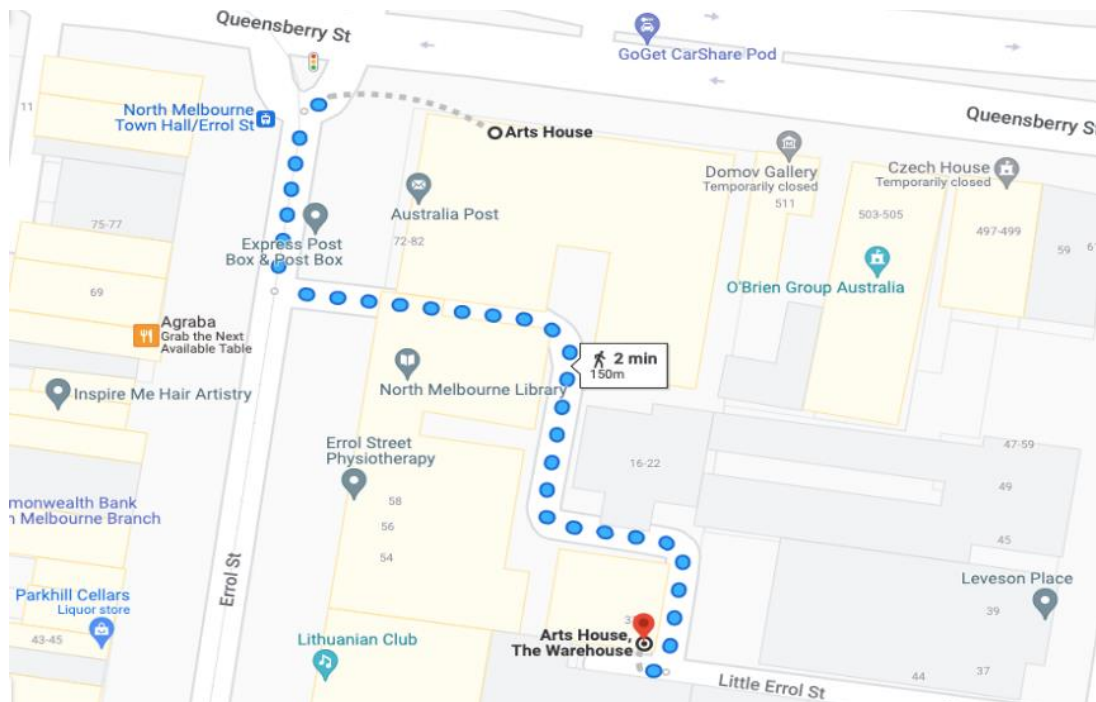 Queensberry St
GoGet CarShare Pod
11
North Melbourne
Town Hall/Errol St
Arts House
Queensberry St
Domov Gallery
Temporarily closed
511
Czech House
Temporarily closed
Australia Post
503-505
497-499
75-77
72-82
59
Express Post
Box & Post Box
O'Brien Group Australia
69
Agraba
Grab the Next
Available Table
2 min
150m
Inspire Me Hair Artistry
North Melbourne Library
Errol Street
Physiotherapy
16-22
47-59
49
58
monwealth Bank
Melbourne Branch
56
45
54
Errol St
Leveson Place
Parkhill Cellars
Liquor store
39
43-45
Lithuanian Club
Arts House,
The Warehouse
Little Errol St
44
37